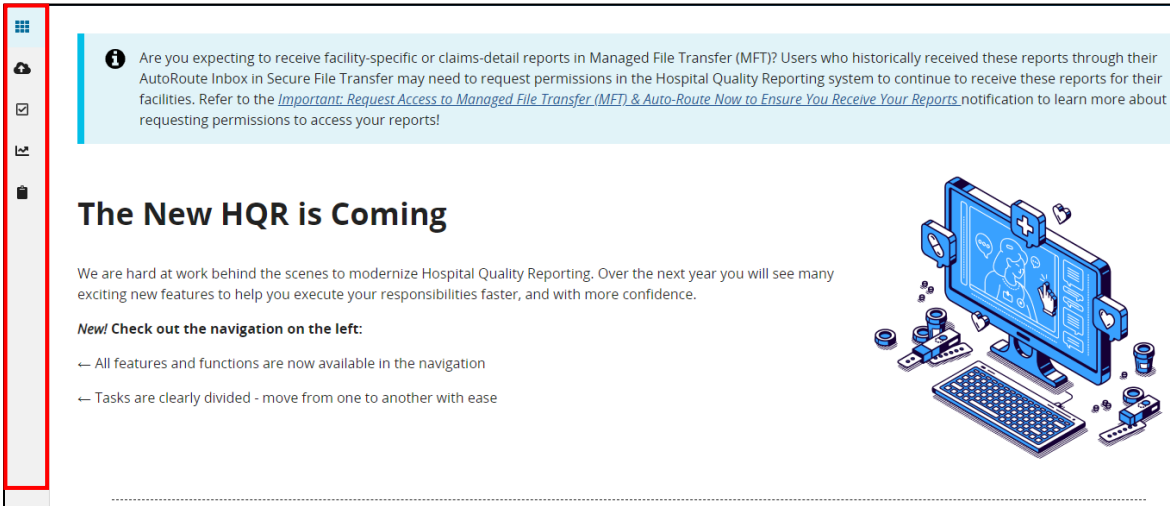 Are you expecting to receive facility-specific or claims-detail reports in Managed File Transfer (MFT)? Users who historically received these reports through their
AutoRoute Inbox in Secure File Transfer may need to request permissions in the Hospital Quality Reporting system to continue to receive these reports for their
facilities. Refer to the Important: Request Access to Managed File Transfer (MFT) & Auto-Route Now to Ensure You Receive Your Reports notification to learn more about
requesting permissions to access your reports!
The New HQR is Coming
We are hard at work behind the scenes to modernize Hospital Quality Reporting. Over the next year you will see many
exciting new features to help you execute your responsibilities faster, and with more confidence.
New! Check out the navigation on the left:
← All features and functions are now available in the navigation
← Tasks are clearly divided - move from one to another with ease